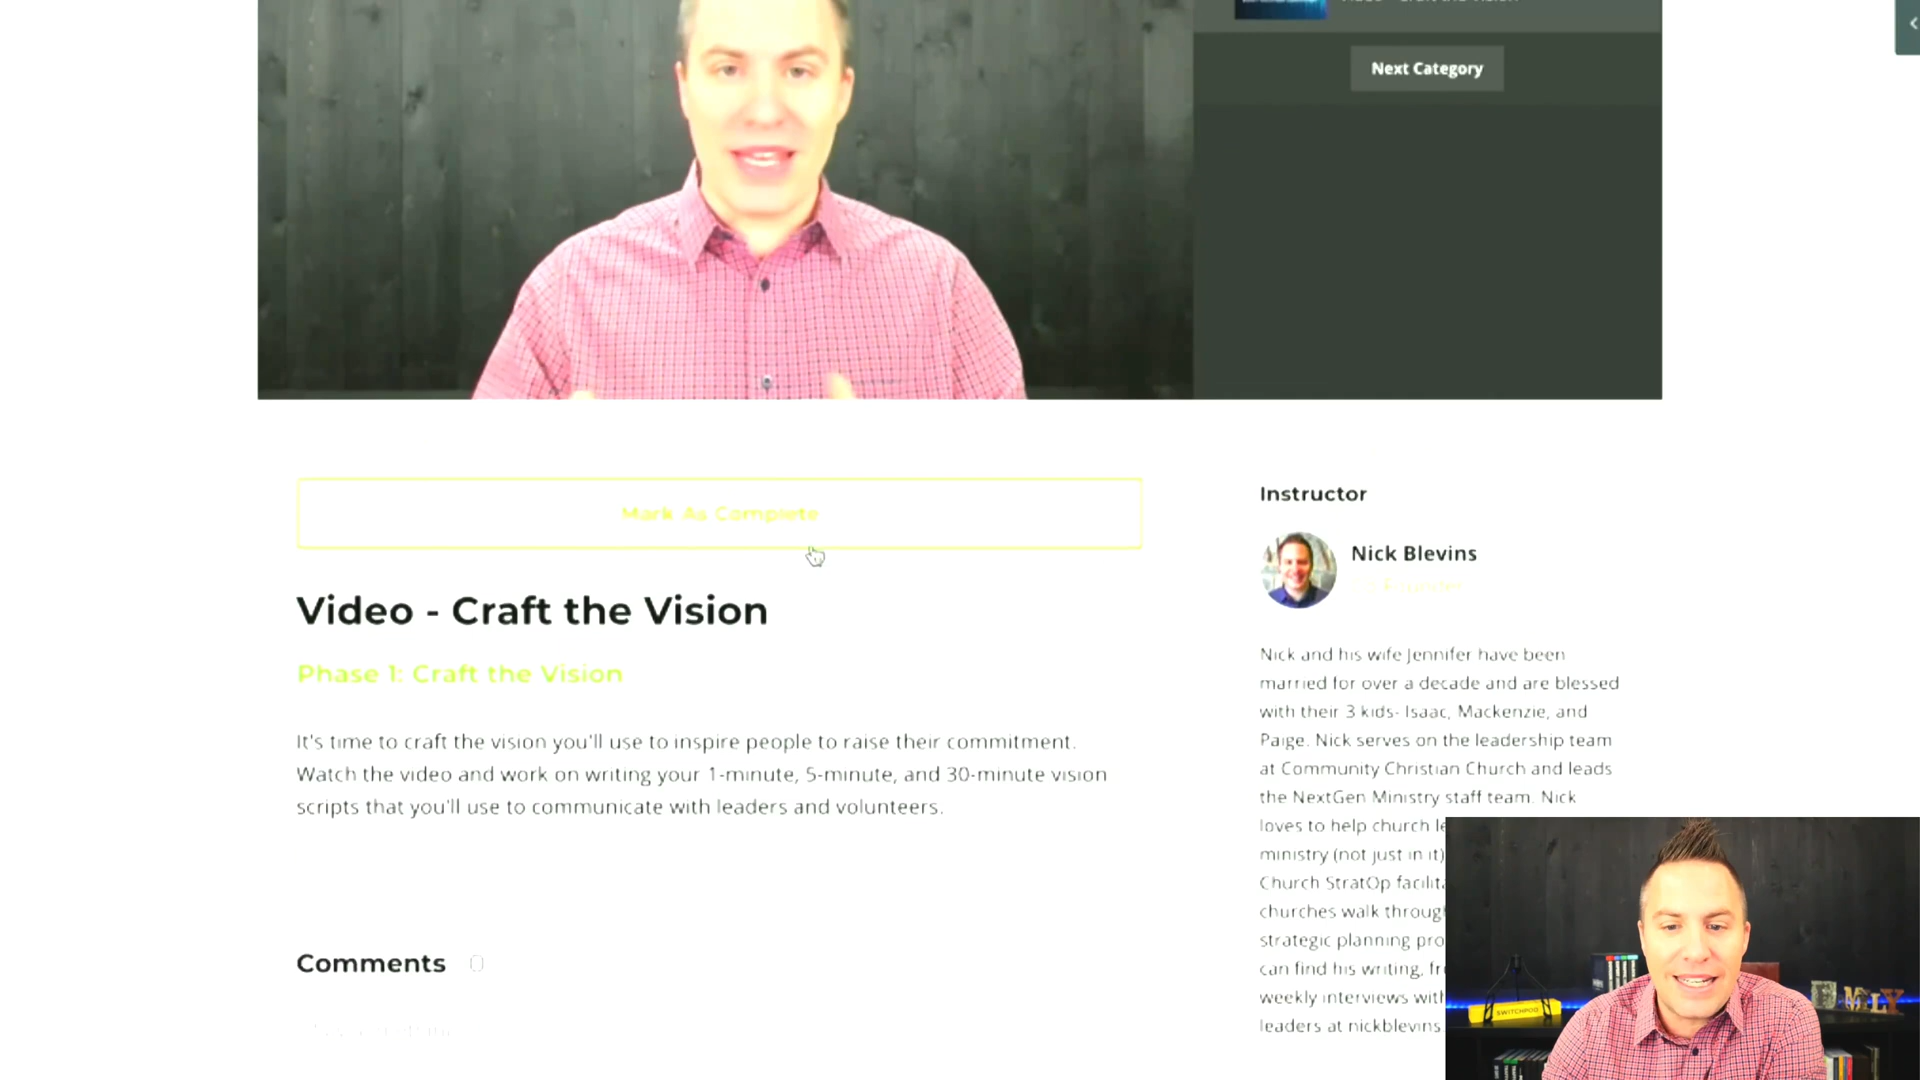 Next Category
Mark As Complete
Instructor
Nick Blevins
Video - Craft the Vision
Phase 1: Craft the Vision
It's time to craft the vision you'll use to inspire people to raise their commitment.
Watch the video and work on writing your 1-minute, 5-minute, and 30-minute vision
scripts that you'll use to communicate with leaders and volunteers.
Nick and his wife Jennifer have been
married for over a decade and are blessed
with their 3 kids- Isaac, Mackenzie, and
Paige. Nick serves on the leadership team
at Community Christian Church and leads
the NextGen Ministry staff team. Nick
loves to help church
ministry (not just in it)
Church StratOp
churches walk
strategic planning
can find his writing,
weekly interviews
leaders at nickblevins.
Comments 0
SWITCHPOD